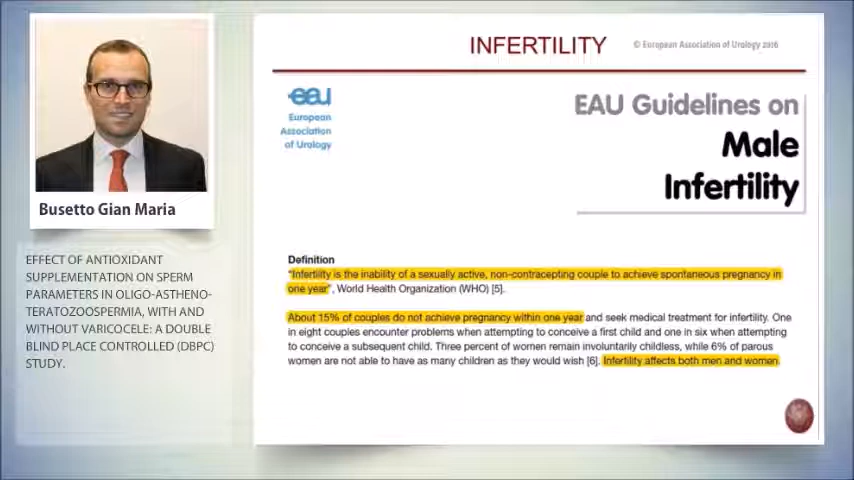 Busetto Gian Maria
EFFECT OF ANTIOXIDANT
SUPPLEMENTATION ON SPERM
PARAMETERS IN OLIGO-ASTHENO-
TERATOZOOSPERMIA, WITH AND
WITHOUT VARICOCELE: A DOUBLE
BLIND PLACE CONTROLLED (DBPC)
STUDY.
INFERTILITY
© European Association of Urology 2016
eau
European
Association
of Urology
EAU Guidelines on
Male
Infertility
Definition
"Infertility is the inability of a sexually active, non-contracepting couple to achieve spontaneous pregnancy in
one year", World Health Organization (WHO) [5].
About 15% of couples do not achieve pregnancy within one year and seek medical treatment for infertility. One
in eight couples encounter problems when attempting to conceive a first child and one in six when attempting
to conceive a subsequent child. Three percent of women remain involuntarily childless, while 6% of parous
women are not able to have as many children as they would wish [6]. Infertility affects both men and women.